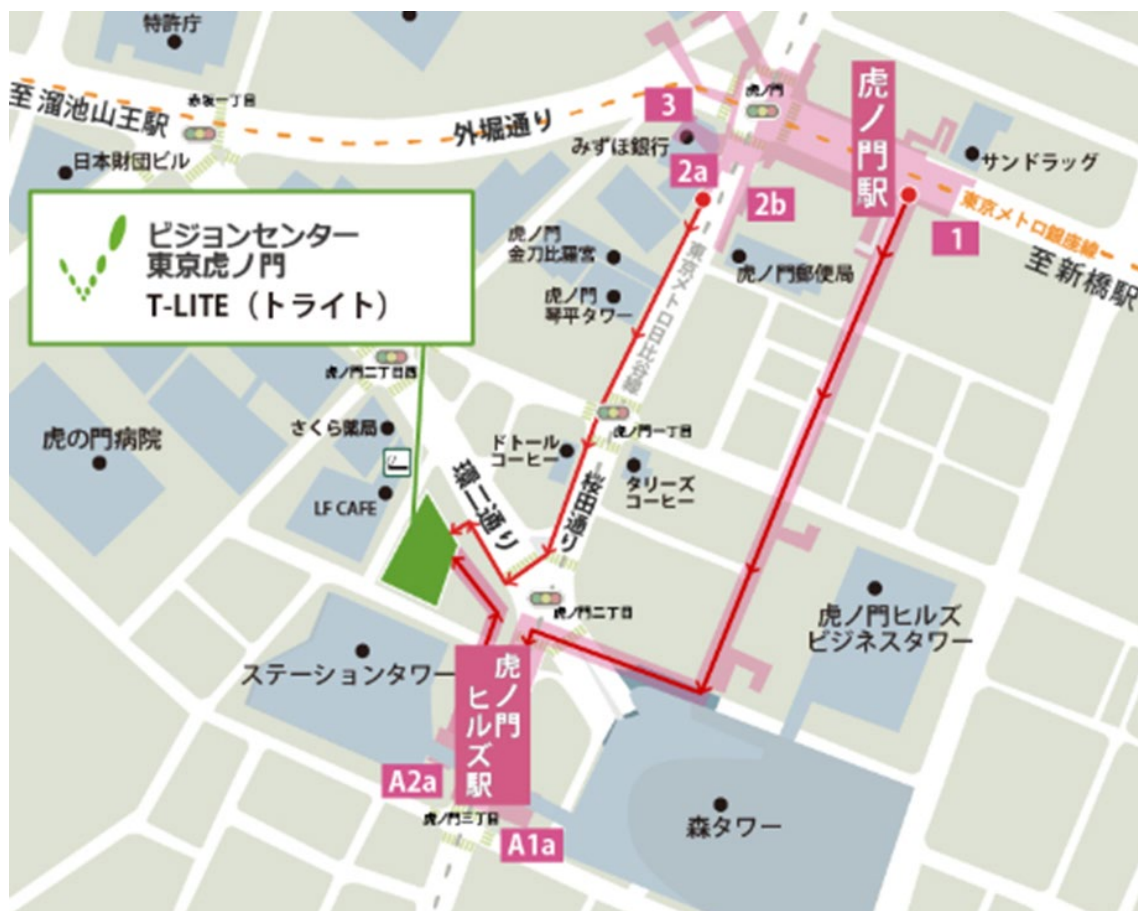 特許庁
至 溜池山王駅
赤坂一丁目
外堀通り
日本財団ビル
3
みずほ銀行
2a
2b
虎ノ門
虎ノ門駅
1
サンドラッグ
東京メトロ銀座線
至 新橋駅
ビジョンセンター
東京虎ノ門
T-LITE（トライト）
虎ノ門
金刀比羅宮
虎ノ門
琴平タワー
虎ノ門郵便局
東京メトロ日比谷線
虎ノ門二丁目西
さくら薬局
虎の門病院
LF CAFE
環二通り
ドトール
コーヒー
虎ノ門一丁目
桜田通り
タリーズ
コーヒー
虎ノ門二丁目
虎ノ門ヒルズ
ビジネスタワー
ステーションタワー
虎ノ門
ヒルズ駅
A2a
虎ノ門三丁目
A1a
森タワー